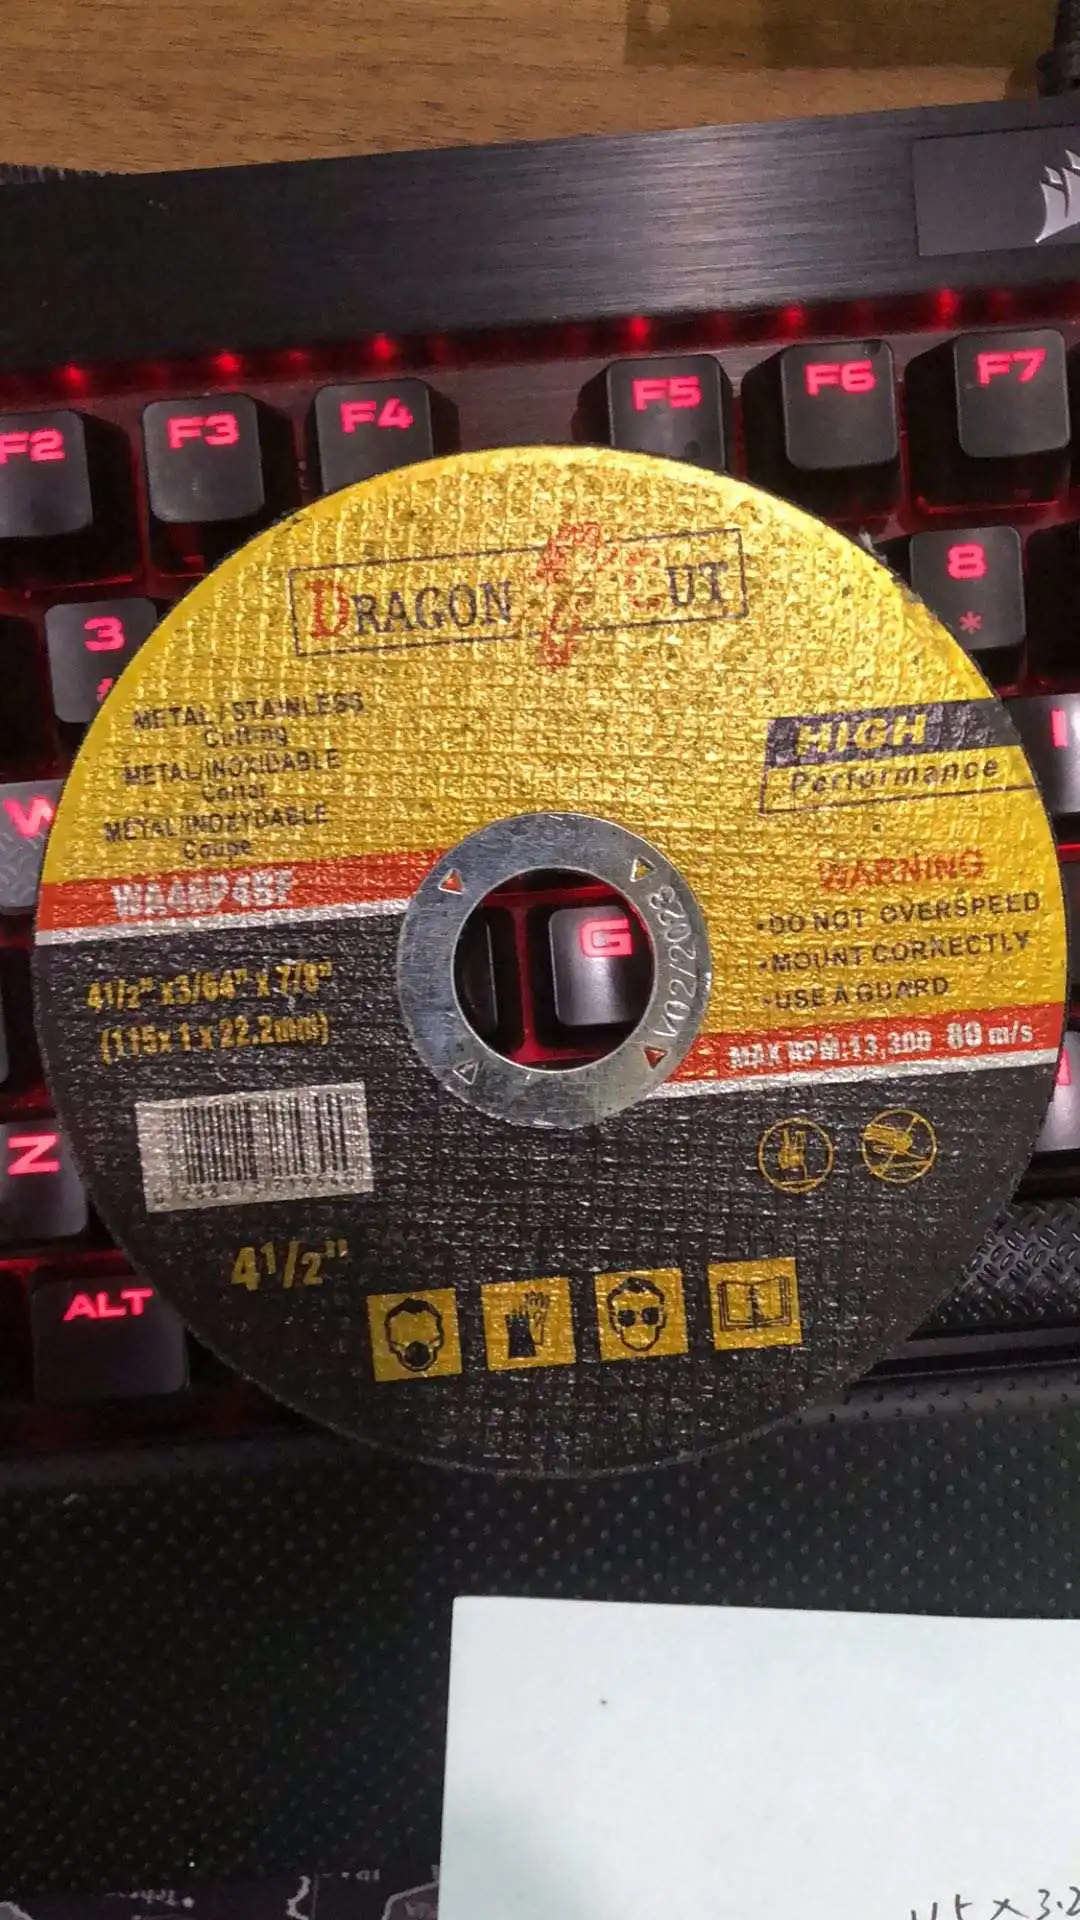 F2
F3
F4
F5
F6
F7
3
8
*
W
DRAGON CUT
METAL / STAINLESS
Cutting
METAL/INOXIDABLE
Cortar
METAL/INOZYDABLE
Coupe
HIGH
Performance
WARNING
•DO NOT OVERSPEED
•MOUNT CORRECTLY
•USE A GUARD
MAX RPM:13,300 80 m/s
4 1/2" x3/64" x 7/8"
(115x 1 x 22.2mm)
V02/2023
G
Z
ALT
4 1/2"